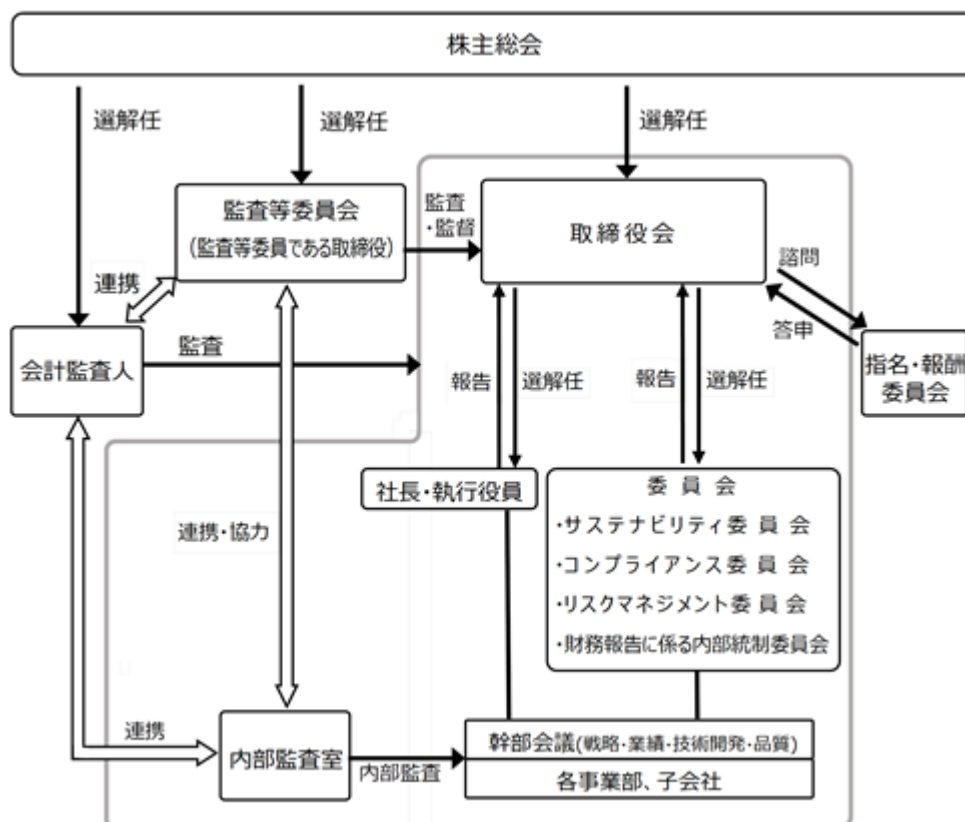 株主総会
選解任
選解任
選解任
監査等委員会
(監査等委員である取締役)
監査
・監督
取締役会
諮問
答申
連携
会計監査人
監査
指名・報酬
委員会
報告
選解任
報告
選解任
社長・執行役員
委員会
・サステナビリティ委員会
・コンプライアンス委員会
・リスクマネジメント委員会
・財務報告に係る内部統制委員会
連携・協力
連携
内部監査室
内部監査
幹部会議(戦略・業績・技術開発・品質)
各事業部、子会社